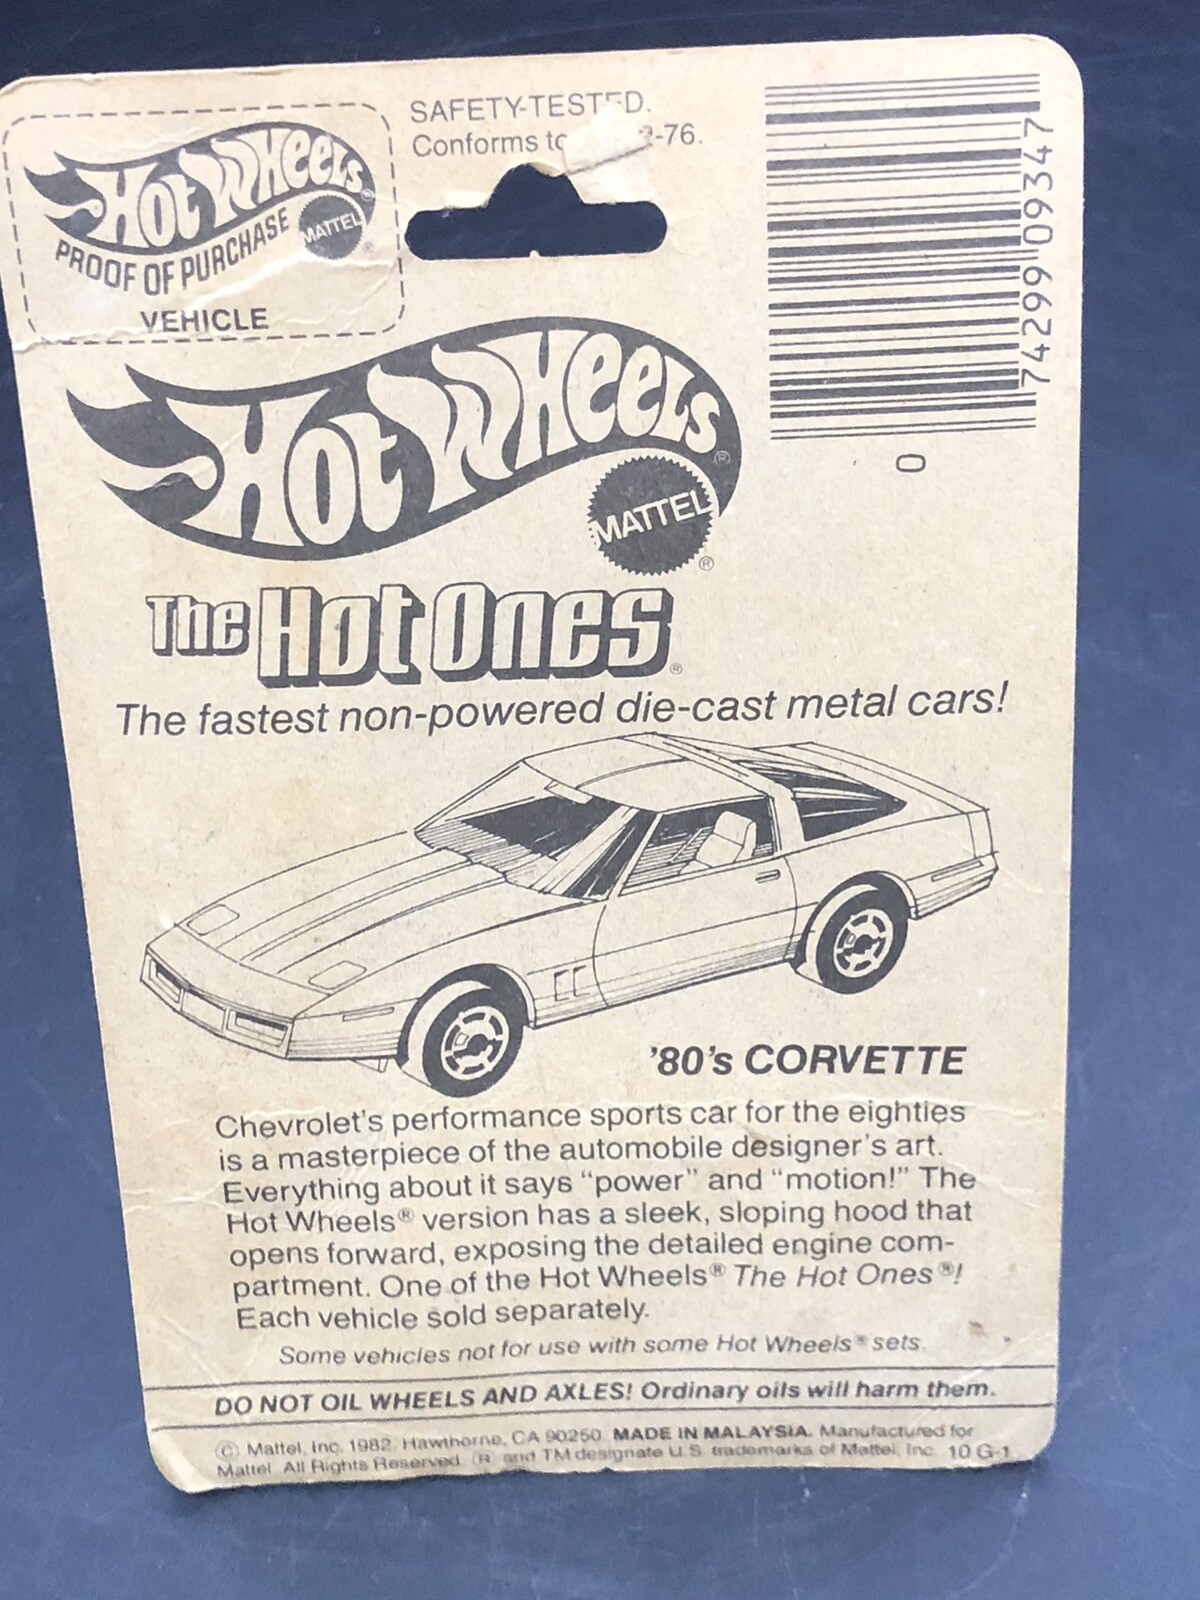 Hot Wheels®
MATTEL®
PROOF OF PURCHASE
VEHICLE
SAFETY-TESTED.
Conforms to -76.
74299 09347
0
Hot Wheels®
MATTEL®
The Hot Ones®
The fastest non-powered die-cast metal cars!
'80's CORVETTE
Chevrolet's performance sports car for the eighties
is a masterpiece of the automobile designer's art.
Everything about it says “power” and “motion!” The
Hot Wheels® version has a sleek, sloping hood that
opens forward, exposing the detailed engine com-
partment. One of the Hot Wheels® The Hot Ones®!
Each vehicle sold separately.
Some vehicles not for use with some Hot Wheels® sets.
DO NOT OIL WHEELS AND AXLES! Ordinary oils will harm them.
© Mattel, Inc. 1982. Hawthorne, CA 90250. MADE IN MALAYSIA. Manufactured for
Mattel. All Rights Reserved. ® and TM designate U.S. trademarks of Mattel, Inc. 10 G-1